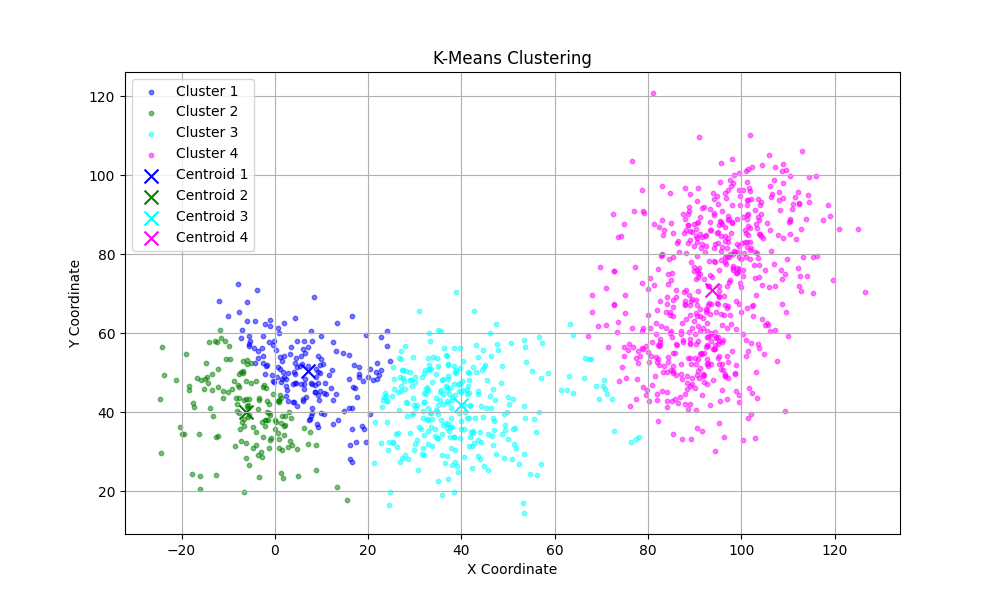 K-Means Clustering
Cluster 1
Cluster 2
Cluster 3
Cluster 4
Centroid 1
Centroid 2
Centroid 3
Centroid 4
Y Coordinate
120
100
80
60
40
20
−20 0 20 40 60 80 100 120
X Coordinate